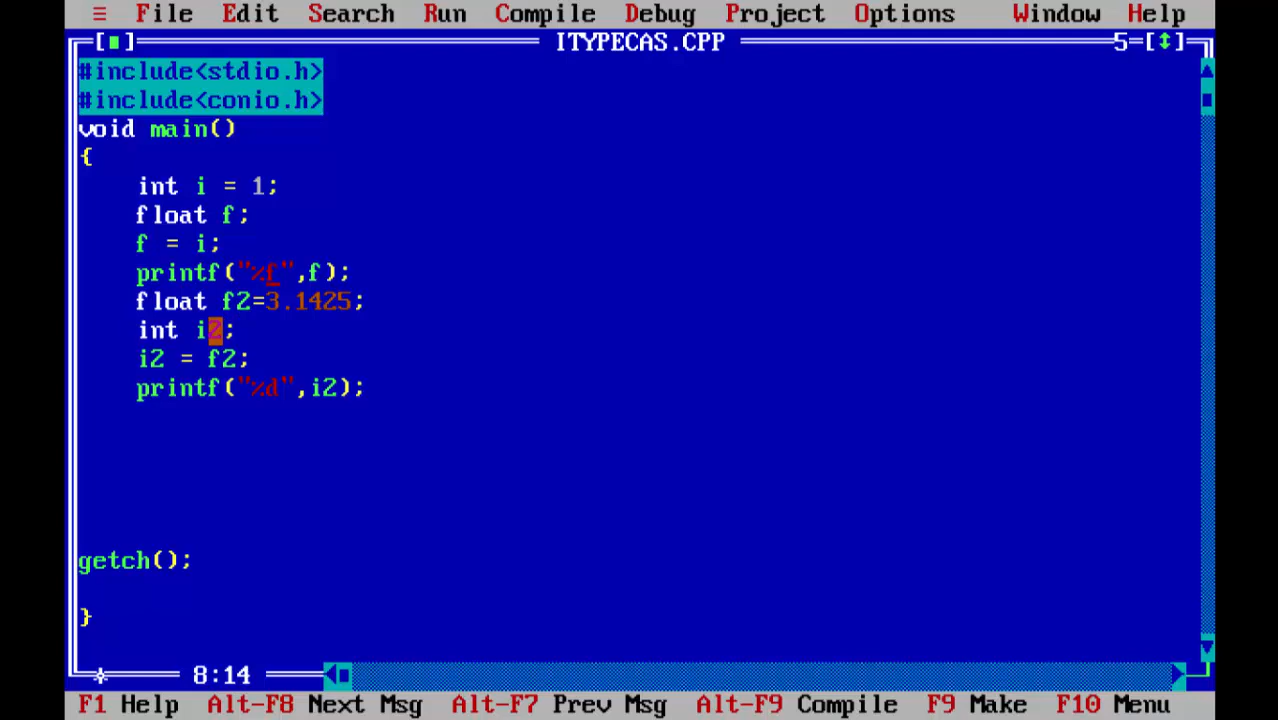 ≡ File Edit Search Run Compile Debug Project Options Window Help
[■] ITYPECAS.CPP 5=[↕]
#include<stdio.h>
#include<conio.h>
void main()
{
int i = 1;
float f;
f = i;
printf("%f",f);
float f2=3.1425;
int i2;
i2 = f2;
printf("%d",i2);
getch();
}
8:14
F1 Help Alt-F8 Next Msg Alt-F7 Prev Msg Alt-F9 Compile F9 Make F10 Menu